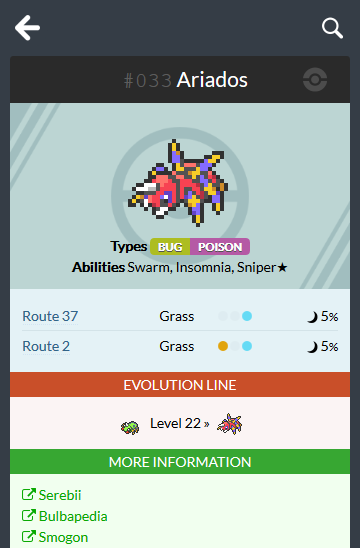 #033 Ariados
Types BUG POISON
Abilities Swarm, Insomnia, Sniper★
Route 37 Grass 5%
Route 2 Grass 5%
EVOLUTION LINE
Level 22 »
MORE INFORMATION
Serebii
Bulbapedia
Smogon